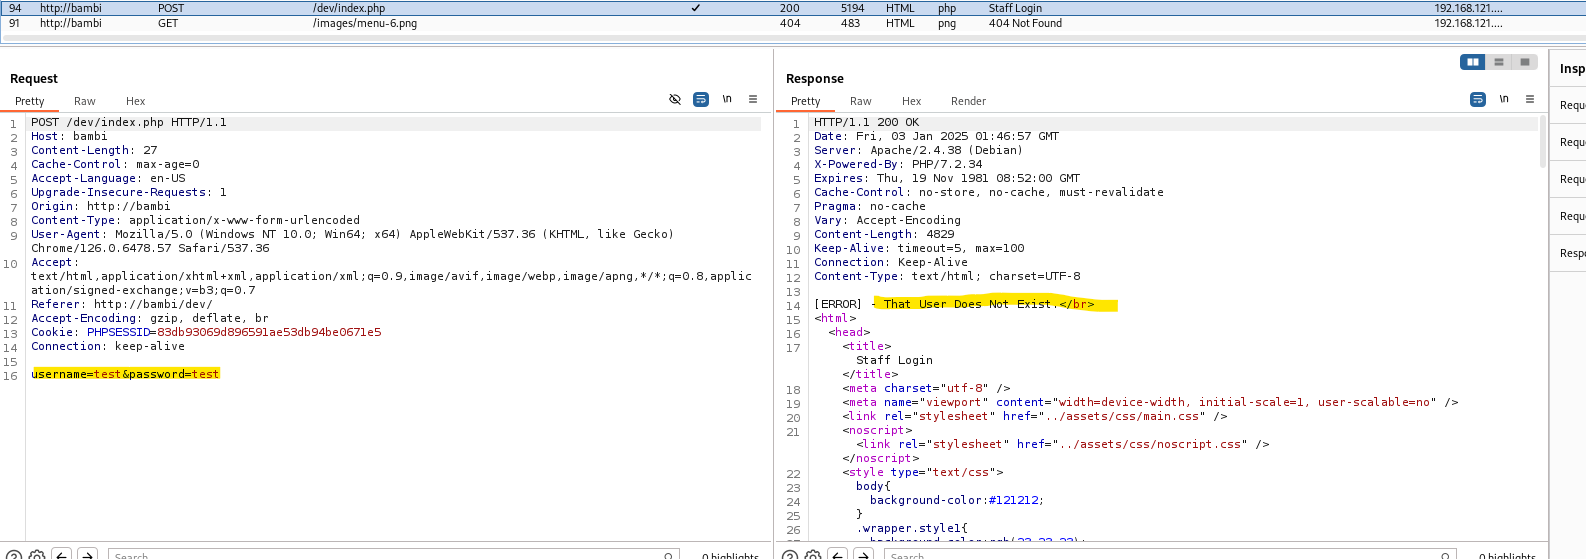 94 http://bambi POST /dev/index.php ✓ 200 5194 HTML php Staff Login 192.168.121....
91 http://bambi GET /images/menu-6.png 404 483 HTML png 404 Not Found 192.168.121....
Request
Pretty Raw Hex \n
1 POST /dev/index.php HTTP/1.1
2 Host: bambi
3 Content-Length: 27
4 Cache-Control: max-age=0
5 Accept-Language: en-US
6 Upgrade-Insecure-Requests: 1
7 Origin: http://bambi
8 Content-Type: application/x-www-form-urlencoded
9 User-Agent: Mozilla/5.0 (Windows NT 10.0; Win64; x64) AppleWebKit/537.36 (KHTML, like Gecko)
Chrome/126.0.6478.57 Safari/537.36
10 Accept:
text/html,application/xhtml+xml,application/xml;q=0.9,image/avif,image/webp,image/apng,*/*;q=0.8,applic
ation/signed-exchange;v=b3;q=0.7
11 Referer: http://bambi/dev/
12 Accept-Encoding: gzip, deflate, br
13 Cookie: PHPSESSID=83db93069d896591ae53db94be0671e5
14 Connection: keep-alive
15
16 username=test&password=test
Search
0 highlights
Response
Pretty Raw Hex Render \n
1 HTTP/1.1 200 OK
2 Date: Fri, 03 Jan 2025 01:46:57 GMT
3 Server: Apache/2.4.38 (Debian)
4 X-Powered-By: PHP/7.2.34
5 Expires: Thu, 19 Nov 1981 08:52:00 GMT
6 Cache-Control: no-store, no-cache, must-revalidate
7 Pragma: no-cache
8 Vary: Accept-Encoding
9 Content-Length: 4829
10 Keep-Alive: timeout=5, max=100
11 Connection: Keep-Alive
12 Content-Type: text/html; charset=UTF-8
13
14 [ERROR] - That User Does Not Exist.</br>
15 <html>
16 <head>
17 <title>
Staff Login
</title>
18 <meta charset="utf-8" />
19 <meta name="viewport" content="width=device-width, initial-scale=1, user-scalable=no" />
20 <link rel="stylesheet" href="../assets/css/main.css" />
21 <noscript>
<link rel="stylesheet" href="../assets/css/noscript.css" />
</noscript>
22 <style type="text/css">
23 body{
24 background-color:#121212;
25 }
26 .wrapper.style1{
Search
0 highlights
Insp
Requ
Requ
Requ
Requ
Respo